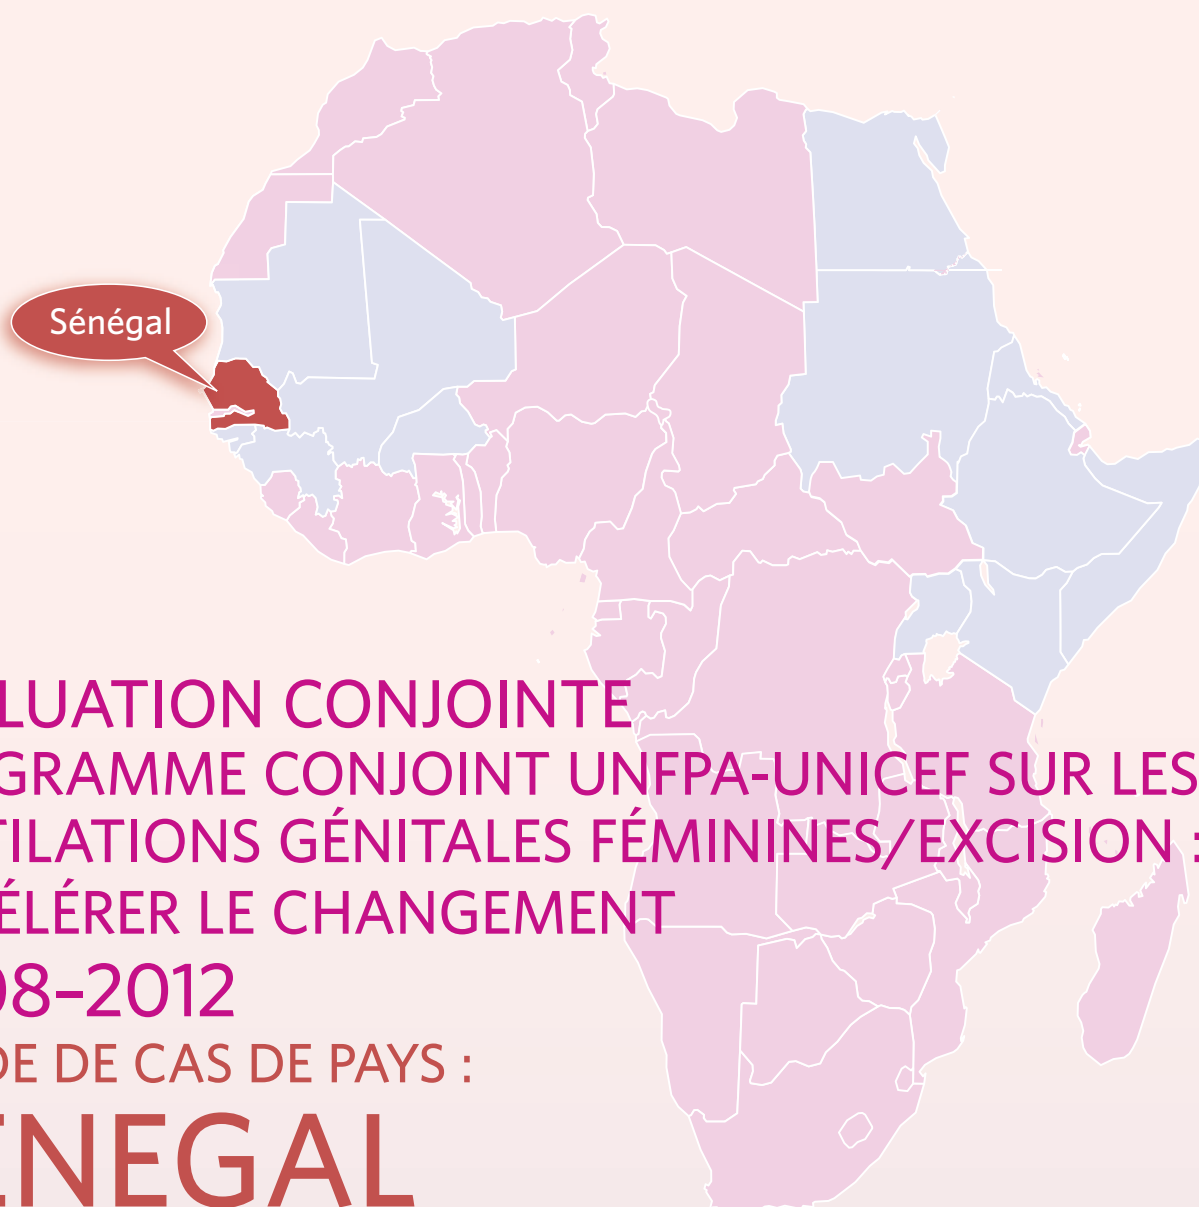 Sénégal
LUATION CONJOINTE
GRAMME CONJOINT UNFPA-UNICEF SUR LES
TILATIONS GÉNITALES FÉMININES/EXCISION :
ÉLÉRER LE CHANGEMENT
08-2012
DE DE CAS DE PAYS :
ENEGAL